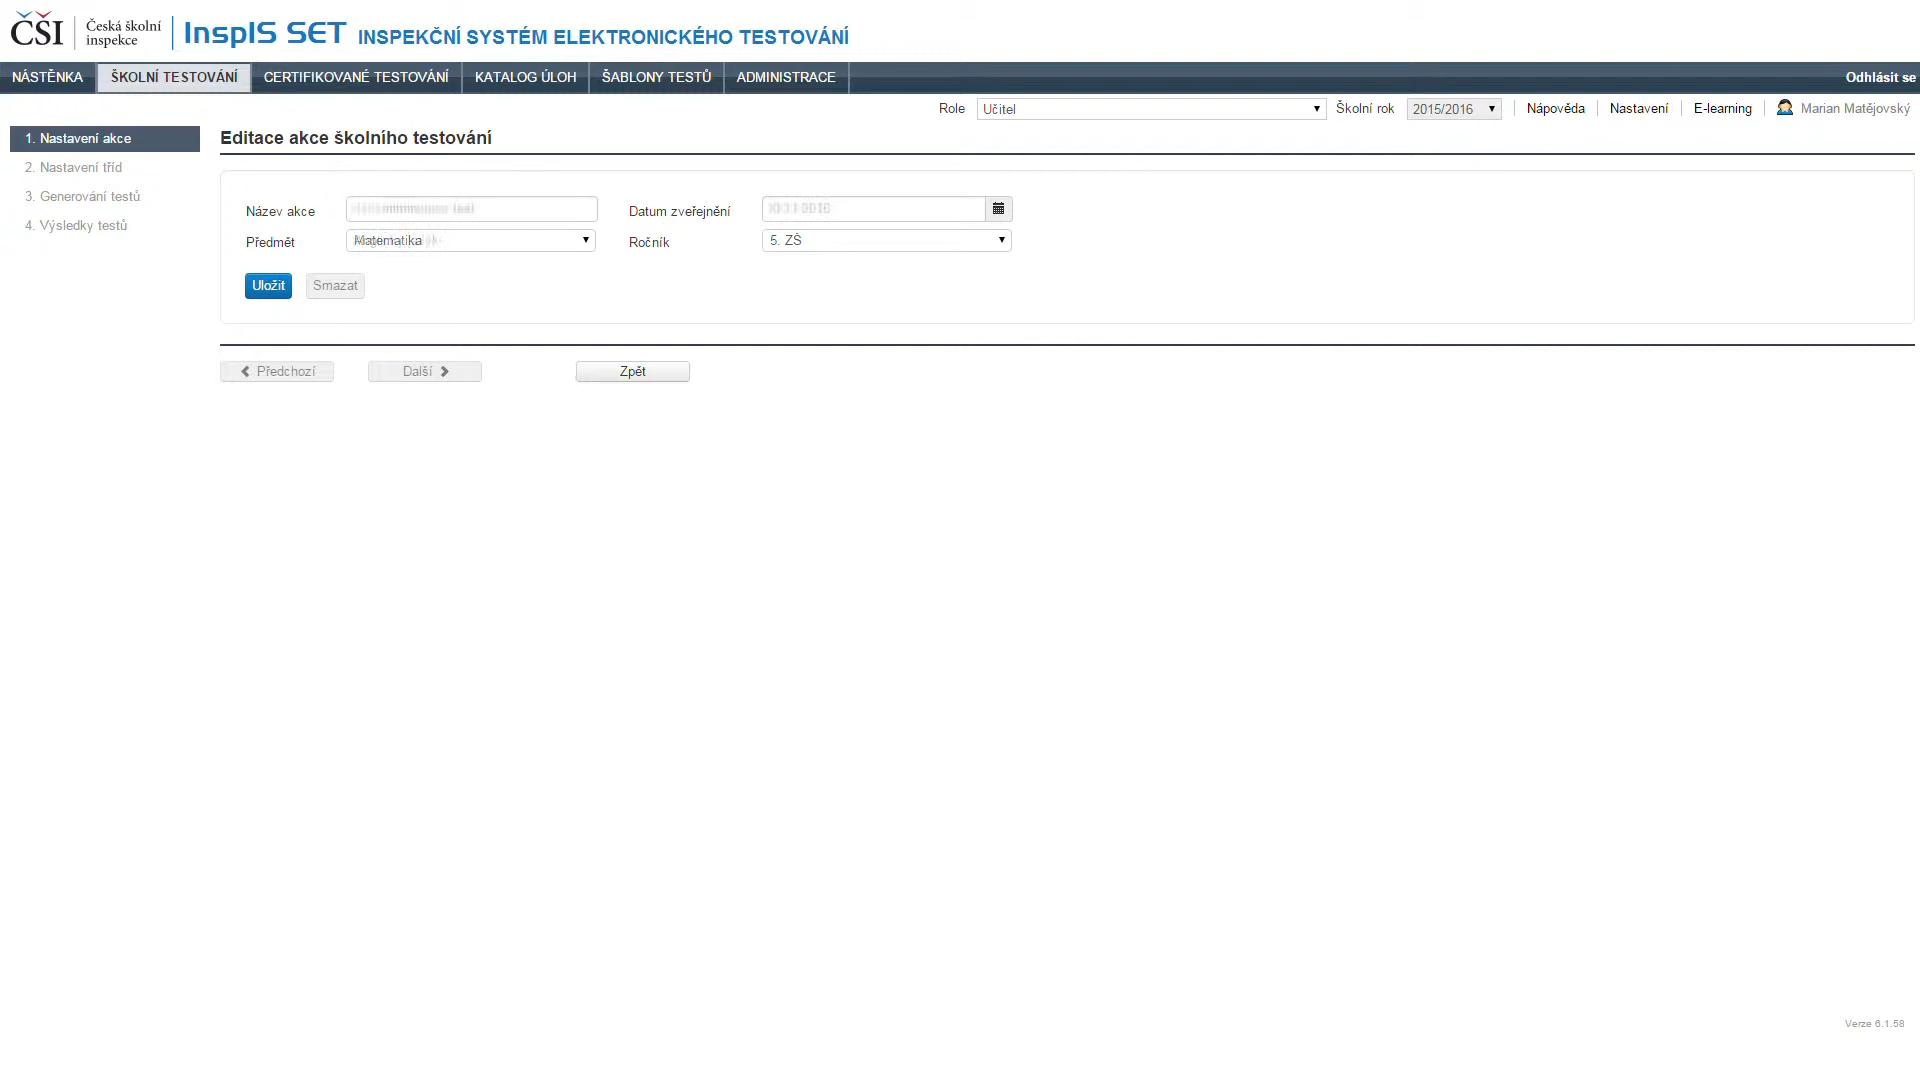 ČŠI Česká školní inspekce InspIS SET INSPEKČNÍ SYSTÉM ELEKTRONICKÉHO TESTOVÁNÍ
NÁSTĚNKA ŠKOLNÍ TESTOVÁNÍ CERTIFIKOVANÉ TESTOVÁNÍ KATALOG ÚLOH ŠABLONY TESTŮ ADMINISTRACE Odhlásit se
Role Učitel Školní rok 2015/2016 Nápověda Nastavení E-learning Marian Matějovský
1. Nastavení akce
2. Nastavení tříd
3. Generování testů
4. Výsledky testů
Editace akce školního testování
Název akce Datum zveřejnění
Předmět Matematika Ročník 5. ZŠ
Uložit Smazat
Předchozí Další Zpět
Verze 6.1.58